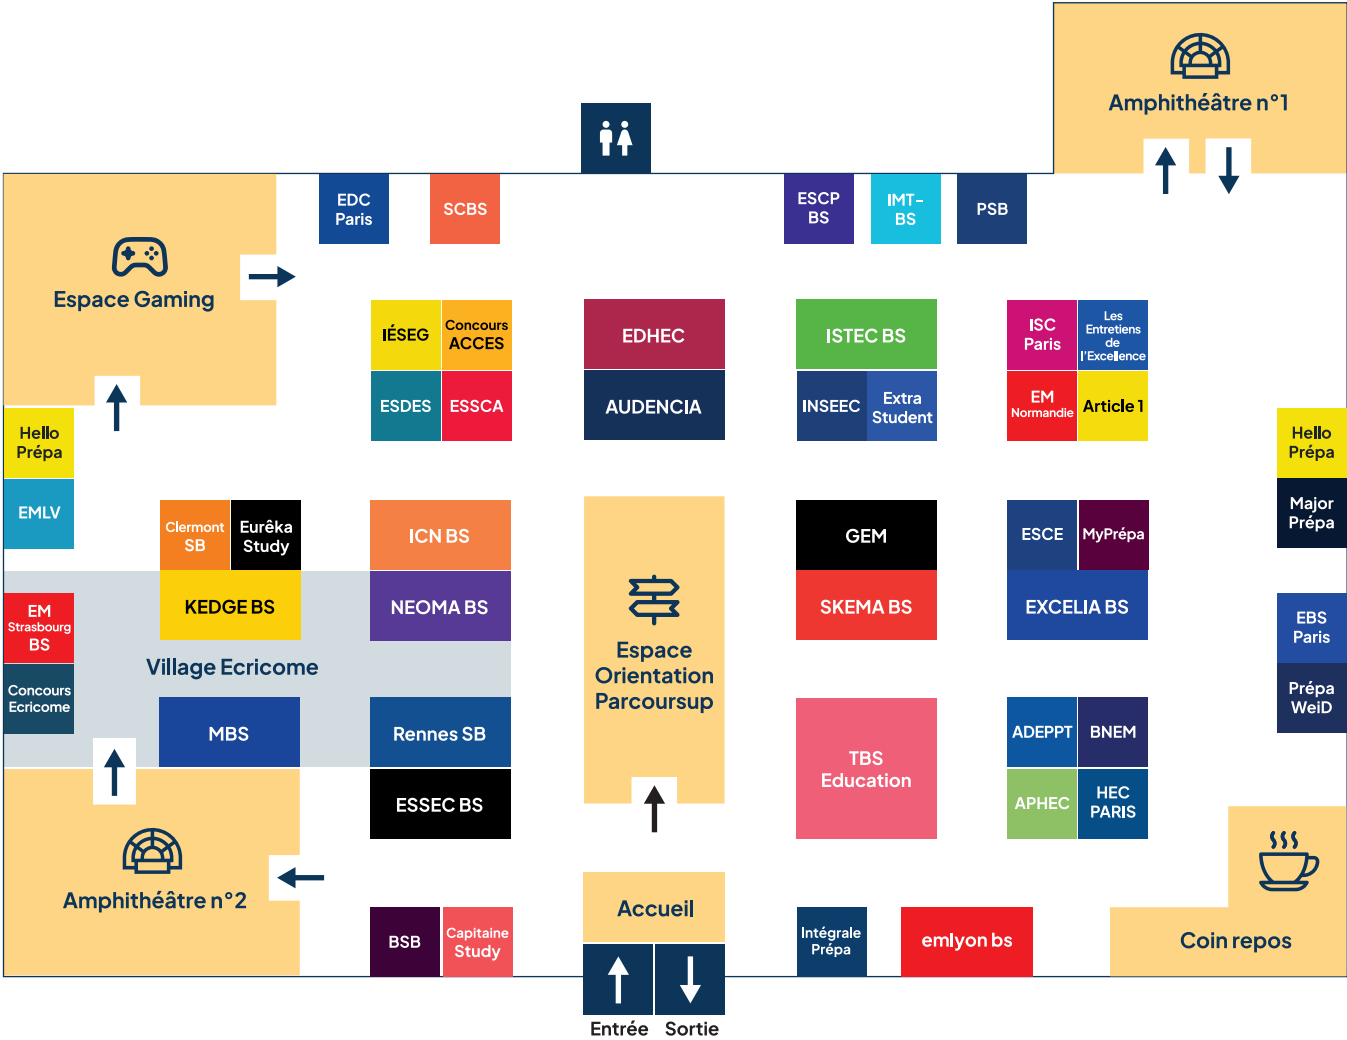 Amphithéâtre n°1
EDC
Paris
SCBS
ESCP
BS
IMT-
BS
PSB
Espace Gaming
IÉSEG
Concours
ACCES
EDHEC
ISTEC BS
ISC
Paris
Les
Entretiens
de
l'Excellence
ESDES
ESSCA
AUDENCIA
INSEEC
Extra
Student
EM
Normandie
Article 1
Hello
Prépa
Hello
Prépa
EMLV
Major
Prépa
Clermont
SB
Eurêka
Study
ICN BS
GEM
ESCE
MyPrépa
KEDGE BS
NEOMA BS
SKEMA BS
EXCELIA BS
EM
Strasbourg
BS
EBS
Paris
Village Ecricome
Espace
Orientation
Parcoursup
Concours
Ecricome
Prépa
WeiD
MBS
Rennes SB
TBS
Education
ADEPPT
BNEM
ESSEC BS
APHEC
HEC
PARIS
Amphithéâtre n°2
Accueil
BSB
Capitaine
Study
Intégrale
Prépa
emlyon bs
Coin repos
Entrée
Sortie